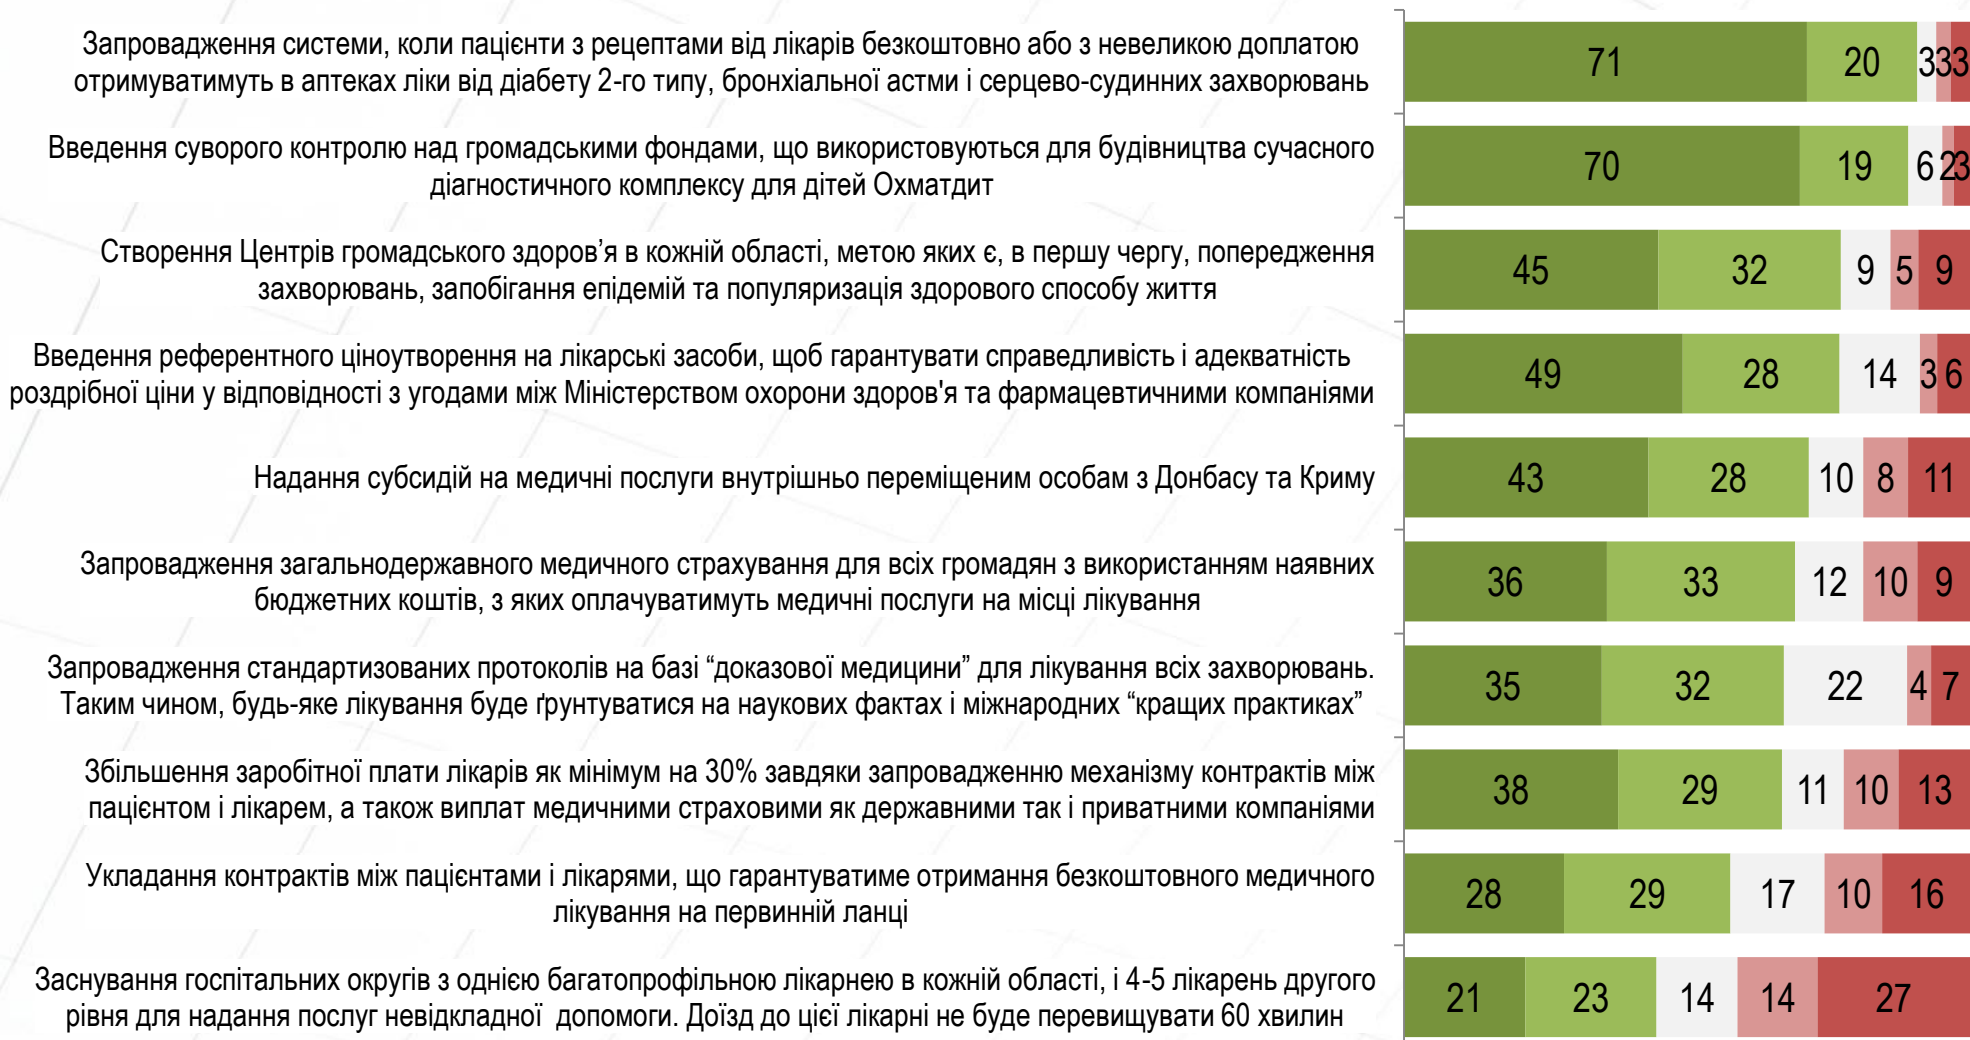 Запровадження системи, коли пацієнти з рецептами від лікарів безкоштовно або з невеликою доплатою
отримуватимуть в аптеках ліки від діабету 2-го типу, бронхіальної астми і серцево-судинних захворювань
71 20 3 3 3
Введення суворого контролю над громадськими фондами, що використовуються для будівництва сучасного
діагностичного комплексу для дітей Охматдит
70 19 6 2 3
Створення Центрів громадського здоров’я в кожній області, метою яких є, в першу чергу, попередження
захворювань, запобігання епідемій та популяризація здорового способу життя
45 32 9 5 9
Введення референтного ціноутворення на лікарські засоби, щоб гарантувати справедливість і адекватність
роздрібної ціни у відповідності з угодами між Міністерством охорони здоров'я та фармацевтичними компаніями
49 28 14 3 6
Надання субсидій на медичні послуги внутрішньо переміщеним особам з Донбасу та Криму
43 28 10 8 11
Запровадження загальнодержавного медичного страхування для всіх громадян з використанням наявних
бюджетних коштів, з яких оплачуватимуть медичні послуги на місці лікування
36 33 12 10 9
Запровадження стандартизованих протоколів на базі “доказової медицини” для лікування всіх захворювань.
Таким чином, будь-яке лікування буде ґрунтуватися на наукових фактах і міжнародних “кращих практиках”
35 32 22 4 7
Збільшення заробітної плати лікарів як мінімум на 30% завдяки запровадженню механізму контрактів між
пацієнтом і лікарем, а також виплат медичними страховими як державними так і приватними компаніями
38 29 11 10 13
Укладання контрактів між пацієнтами і лікарями, що гарантуватиме отримання безкоштовного медичного
лікування на первинній ланці
28 29 17 10 16
Заснування госпітальних округів з однією багатопрофільною лікарнею в кожній області, і 4-5 лікарень другого
рівня для надання послуг невідкладної допомоги. Доїзд до цієї лікарні не буде перевищувати 60 хвилин
21 23 14 14 27